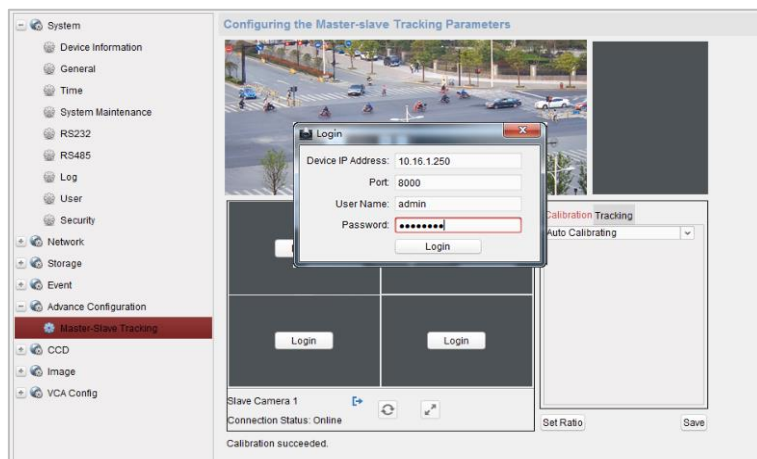 System
Device Information
General
Time
System Maintenance
RS232
RS485
Log
User
Security
Network
Storage
Event
Advance Configuration
Master-Slave Tracking
CCD
Image
VCA Config
Configuring the Master-slave Tracking Parameters
Login
Device IP Address: 10.16.1.250
Port: 8000
User Name: admin
Password: ●●●●●●●●
Login
Calibration Tracking
Auto Calibrating
Login Login
Slave Camera 1
Connection Status: Online
Set Ratio Save
Calibration succeeded.